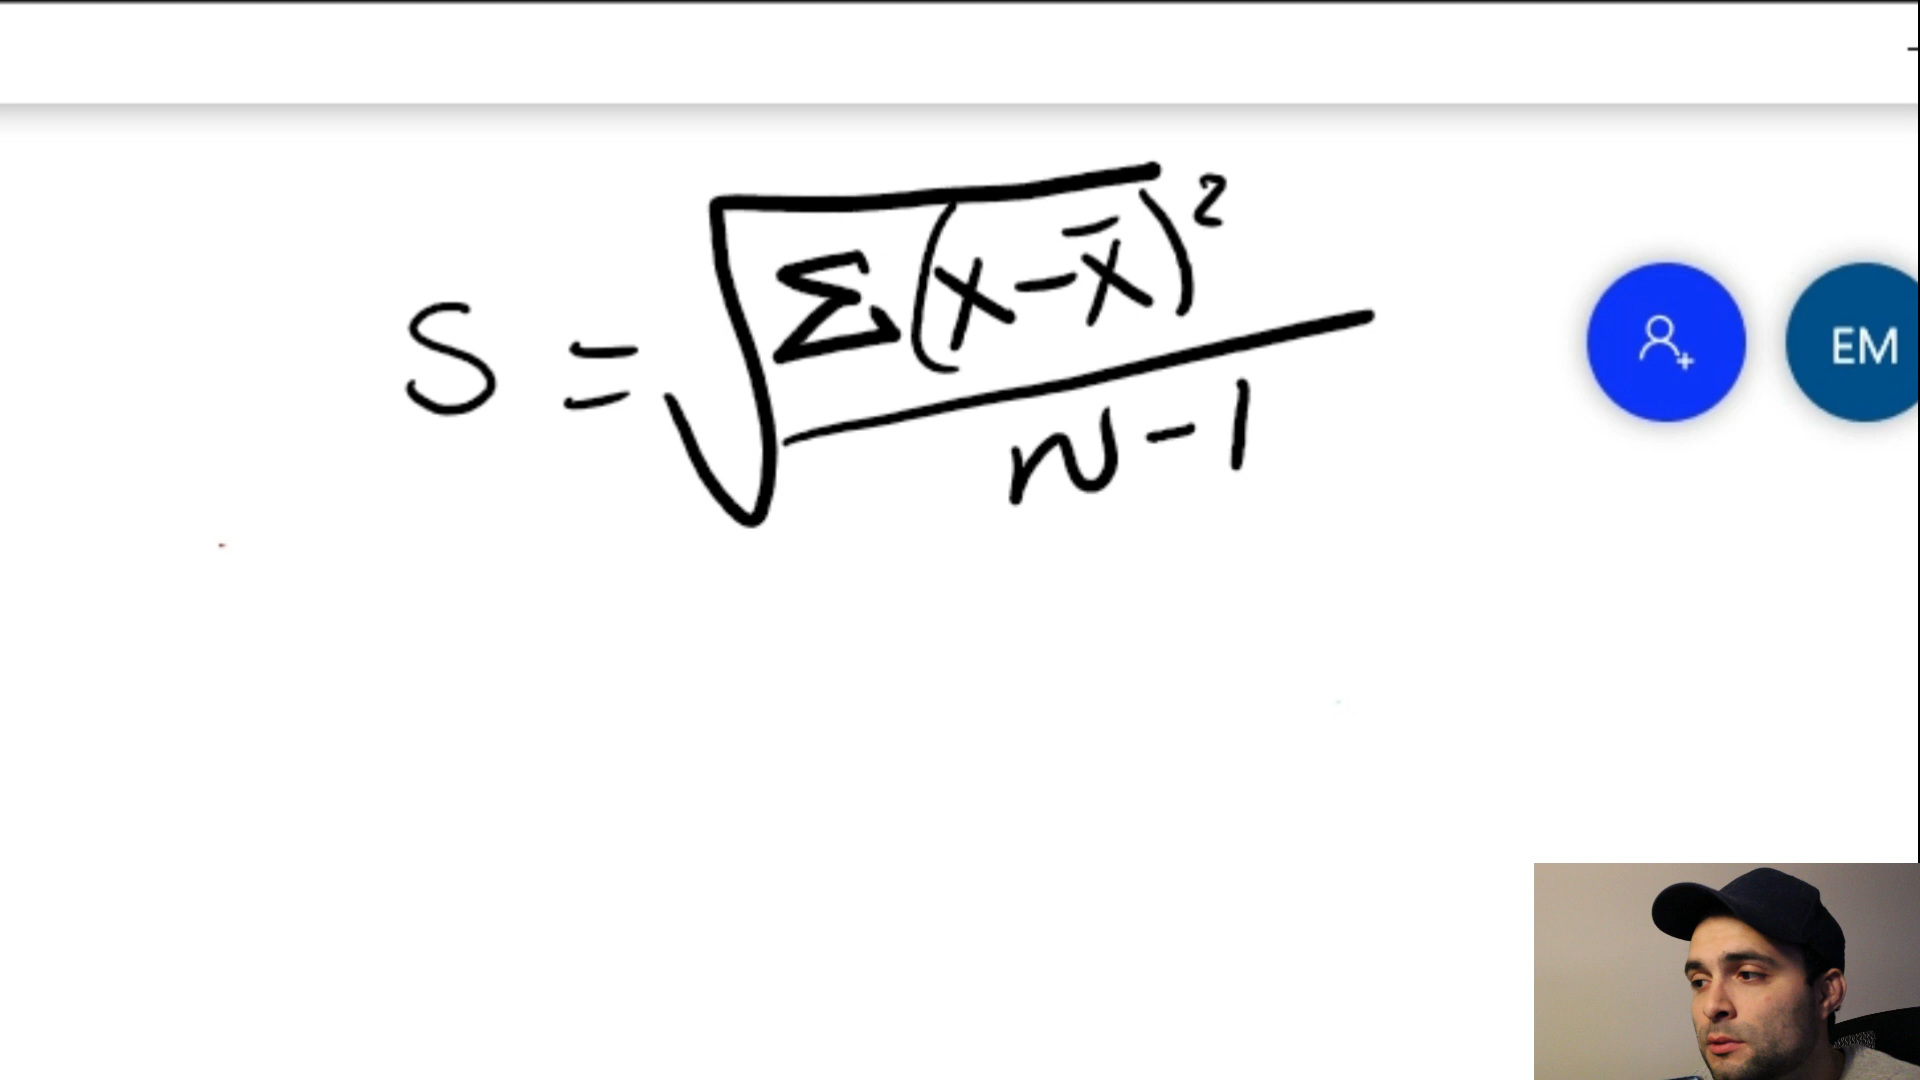 S = √Σ(x-x̄)²
n-1
EM